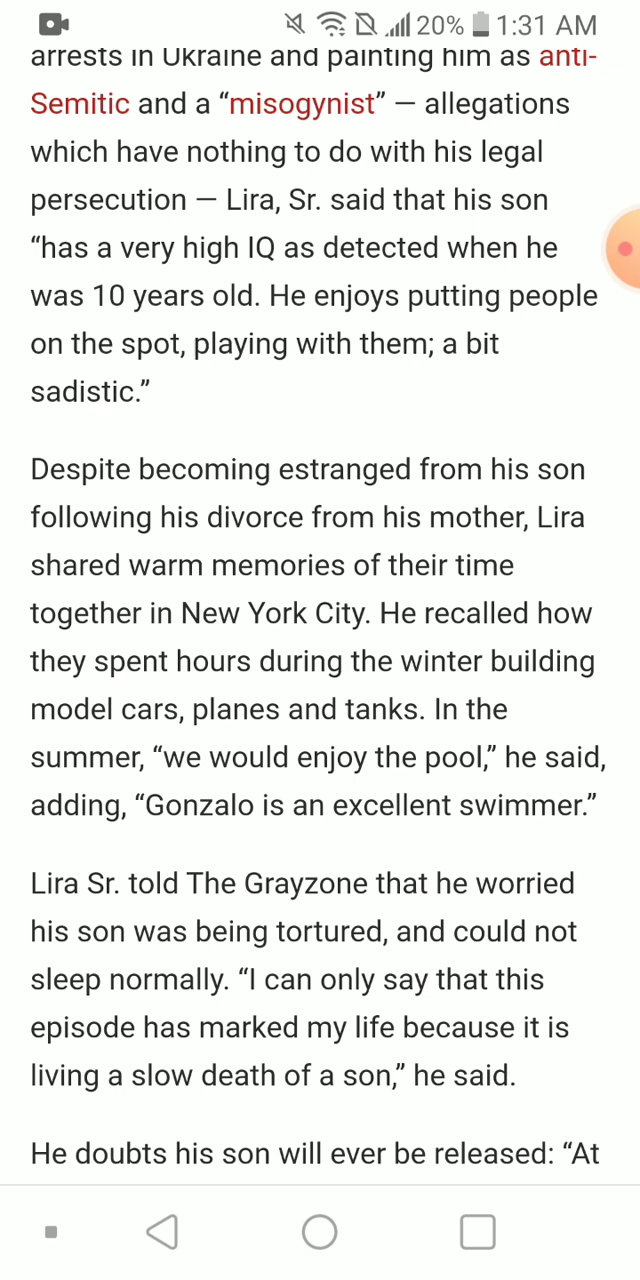 20% 1:31 AM
arrests in Ukraine and painting him as anti-
Semitic and a “misogynist” — allegations
which have nothing to do with his legal
persecution — Lira, Sr. said that his son
“has a very high IQ as detected when he
was 10 years old. He enjoys putting people
on the spot, playing with them; a bit
sadistic.”
Despite becoming estranged from his son
following his divorce from his mother, Lira
shared warm memories of their time
together in New York City. He recalled how
they spent hours during the winter building
model cars, planes and tanks. In the
summer, “we would enjoy the pool,” he said,
adding, “Gonzalo is an excellent swimmer.”
Lira Sr. told The Grayzone that he worried
his son was being tortured, and could not
sleep normally. “I can only say that this
episode has marked my life because it is
living a slow death of a son,” he said.
He doubts his son will ever be released: “At